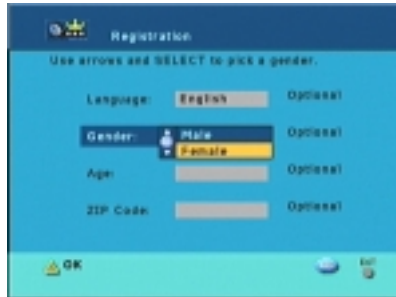 Registration
Use arrows and SELECT to pick a gender.
Language: English Optional
Gender: Male Optional
Female
Age: Optional
ZIP Code: Optional
OK Exit